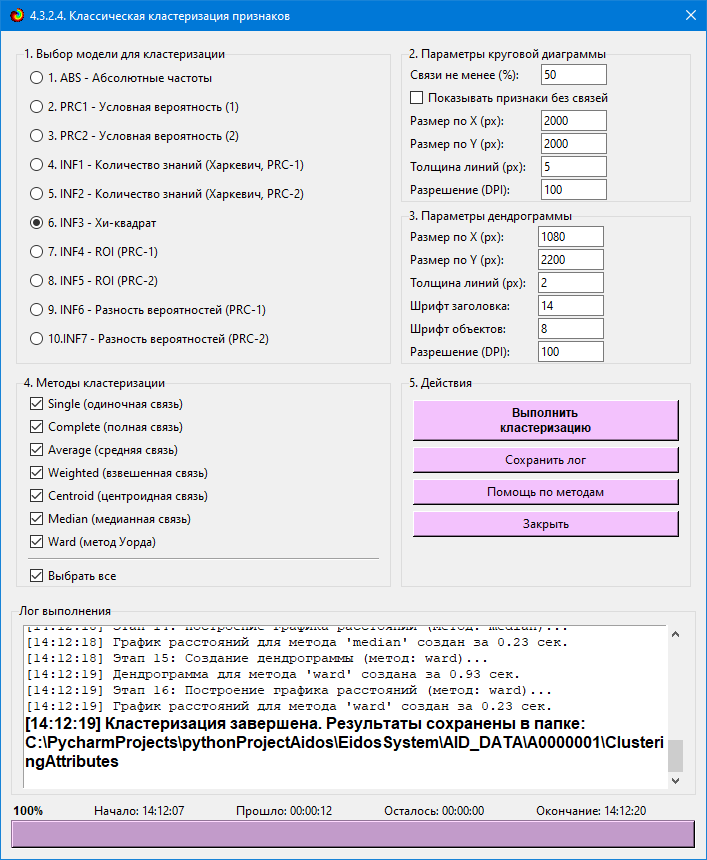 4.3.2.4. Классическая кластеризация признаков
1. Выбор модели для кластеризации
1. ABS - Абсолютные частоты
2. PRC1 - Условная вероятность (1)
3. PRC2 - Условная вероятность (2)
4. INF1 - Количество знаний (Харкевич, PRC-1)
5. INF2 - Количество знаний (Харкевич, PRC-2)
6. INF3 - Хи-квадрат
7. INF4 - ROI (PRC-1)
8. INF5 - ROI (PRC-2)
9. INF6 - Разность вероятностей (PRC-1)
10.INF7 - Разность вероятностей (PRC-2)
2. Параметры круговой диаграммы
Связи не менее (%): 50
Показывать признаки без связей
Размер по X (px): 2000
Размер по Y (px): 2000
Толщина линий (px): 5
Разрешение (DPI): 100
3. Параметры дендрограммы
Размер по X (px): 1080
Размер по Y (px): 2200
Толщина линий (px): 2
Шрифт заголовка: 14
Шрифт объектов: 8
Разрешение (DPI): 100
4. Методы кластеризации
Single (одиночная связь)
Complete (полная связь)
Average (средняя связь)
Weighted (взвешенная связь)
Centroid (центроидная связь)
Median (медианная связь)
Ward (метод Уорда)
Выбрать все
5. Действия
Выполнить
кластеризацию
Сохранить лог
Помощь по методам
Закрыть
Лог выполнения
[14:12:18] Этап 14: Построение графика расстояний (метод: median)...
[14:12:18] График расстояний для метода 'median' создан за 0.23 сек.
[14:12:18] Этап 15: Создание дендрограммы (метод: ward)...
[14:12:19] Дендрограмма для метода 'ward' создана за 0.93 сек.
[14:12:19] Этап 16: Построение графика расстояний (метод: ward)...
[14:12:19] График расстояний для метода 'ward' создан за 0.23 сек.
[14:12:19] Кластеризация завершена. Результаты сохранены в папке:
C:\PycharmProjects\pythonProjectAidos\EidosSystem\AID_DATA\A0000001\Clusteri
ngAttributes
100% Начало: 14:12:07 Прошло: 00:00:12 Осталось: 00:00:00 Окончание: 14:12:20